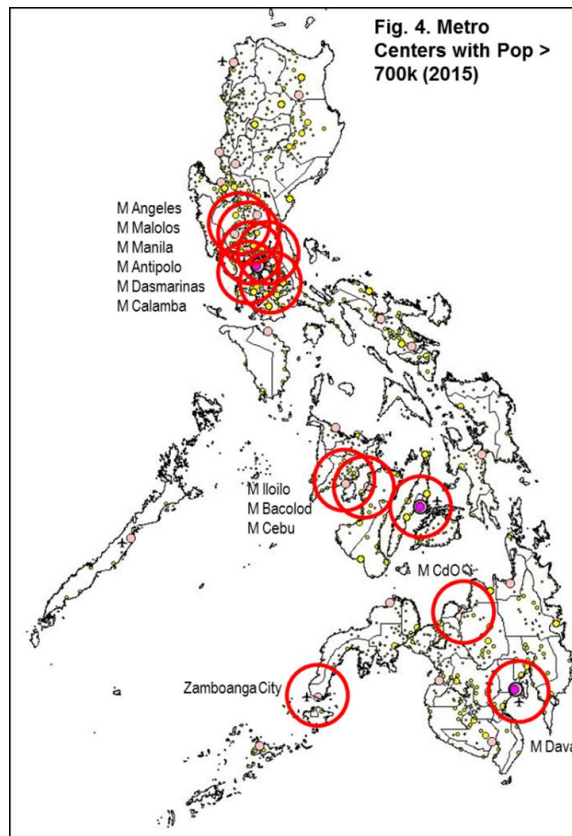 Fig. 4. Metro
Centers with Pop >
700k (2015)
M Angeles
M Malolos
M Manila
M Antipolo
M Dasmarinas
M Calamba
M Iloilo
M Bacolod
M Cebu
M CdO
Zamboanga City
M Dava